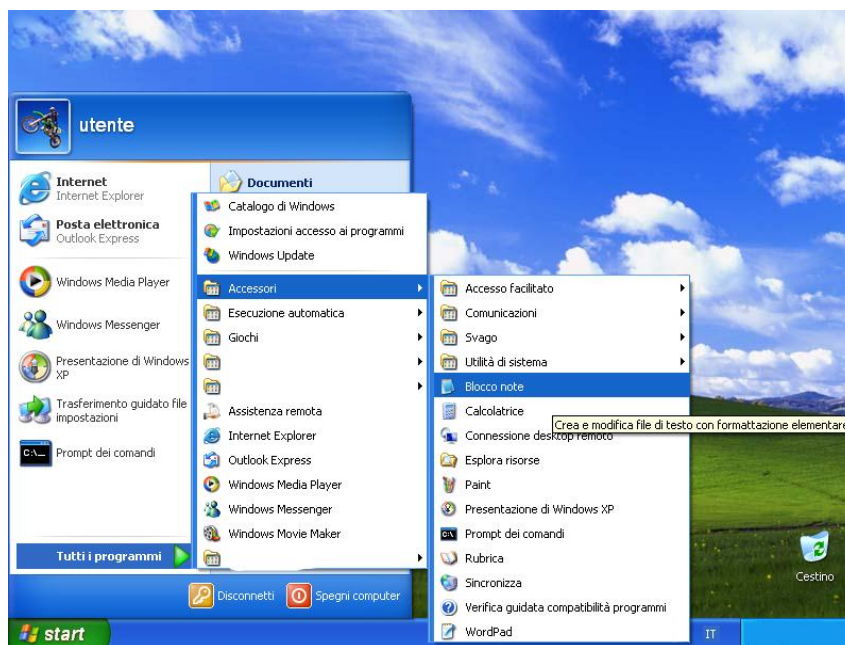 utente
Internet
Internet Explorer
Posta elettronica
Outlook Express
Windows Media Player
Windows Messenger
Presentazione di Windows
XP
Trasferimento guidato file
impostazioni
Prompt dei comandi
Tutti i programmi
Documenti
Catalogo di Windows
Impostazioni accesso ai programmi
Windows Update
Accessori
Esecuzione automatica
Giochi
Assistenza remota
Internet Explorer
Outlook Express
Windows Media Player
Windows Messenger
Windows Movie Maker
Accesso facilitato
Comunicazioni
Svago
Utilità di sistema
Blocco note
Calcolatrice
Crea e modifica file di testo con formattazione elementare
Connessione desktop remoto
Esplora risorse
Paint
Presentazione di Windows XP
Prompt dei comandi
Rubrica
Sincronizza
Verifica guidata compatibilità programmi
WordPad
Disconnetti
Spegni computer
Cestino
start
IT